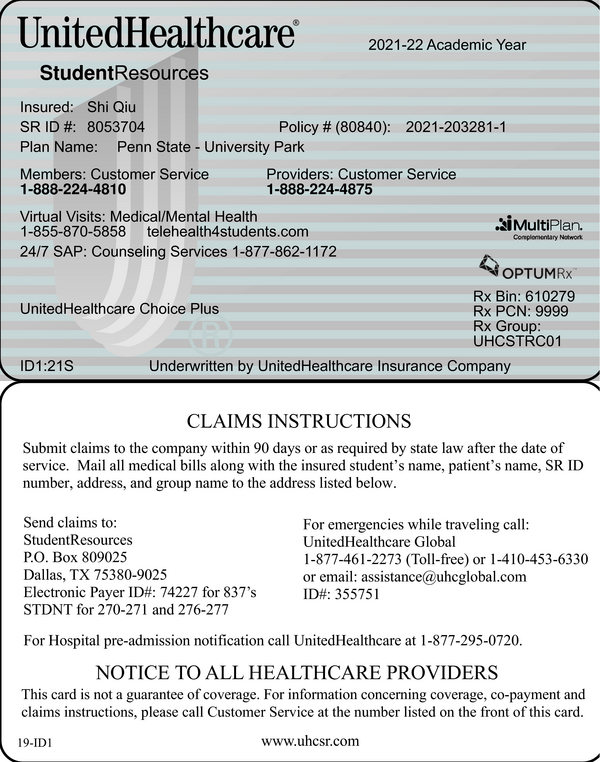 UnitedHealthcare®
2021-22 Academic Year
StudentResources
Insured: Shi Qiu
SR ID #: 8053704 Policy # (80840): 2021-203281-1
Plan Name: Penn State - University Park
Members: Customer Service Providers: Customer Service
1-888-224-4810 1-888-224-4875
Virtual Visits: Medical/Mental Health
1-855-870-5858 telehealth4students.com
MultiPlan.
Complementary Network
24/7 SAP: Counseling Services 1-877-862-1172
OPTUMRx™
Rx Bin: 610279
UnitedHealthcare Choice Plus
Rx PCN: 9999
Rx Group:
UHCSTRC01
®
ID1:21S Underwritten by UnitedHealthcare Insurance Company
CLAIMS INSTRUCTIONS
Submit claims to the company within 90 days or as required by state law after the date of
service. Mail all medical bills along with the insured student's name, patient's name, SR ID
number, address, and group name to the address listed below.
Send claims to:
StudentResources
P.O. Box 809025
Dallas, TX 75380-9025
Electronic Payer ID#: 74227 for 837's
STDNT for 270-271 and 276-277
For emergencies while traveling call:
UnitedHealthcare Global
1-877-461-2273 (Toll-free) or 1-410-453-6330
or email: assistance@uhcglobal.com
ID#: 355751
For Hospital pre-admission notification call UnitedHealthcare at 1-877-295-0720.
NOTICE TO ALL HEALTHCARE PROVIDERS
This card is not a guarantee of coverage. For information concerning coverage, co-payment and
claims instructions, please call Customer Service at the number listed on the front of this card.
19-ID1 www.uhcsr.com